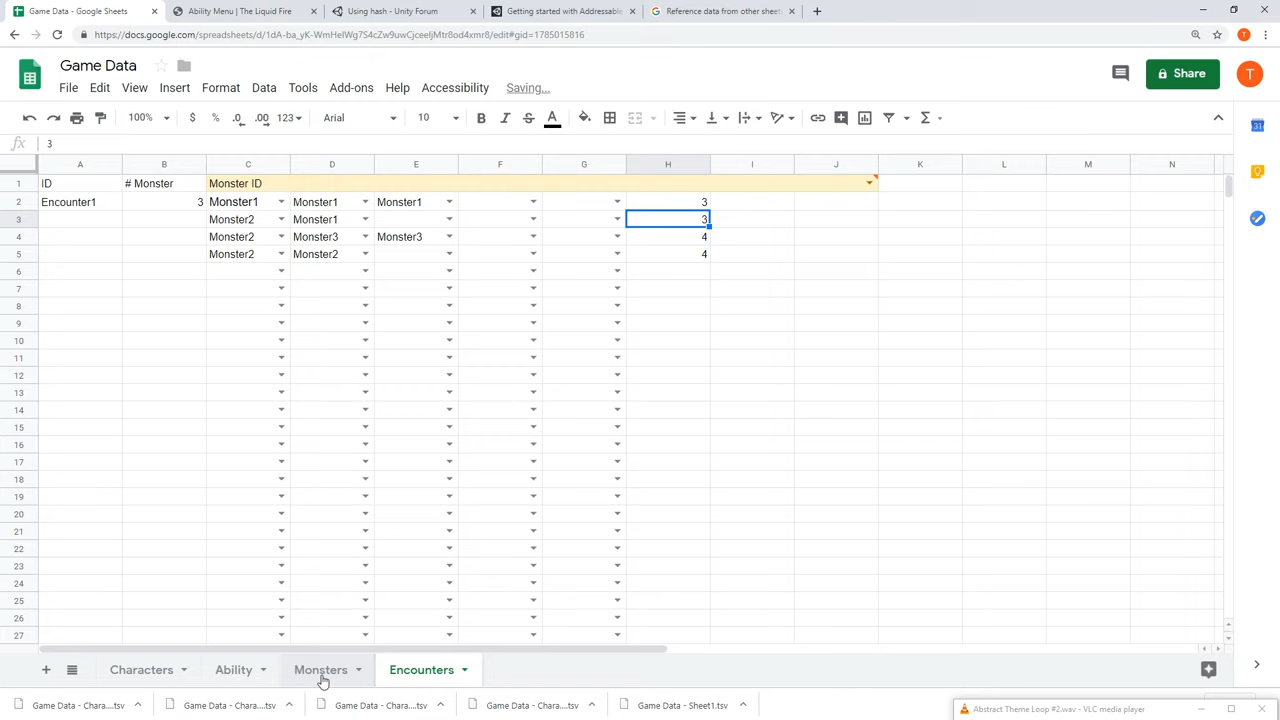 Game Data - Google Sheets
Ability Menu | The Liquid Fire
Using hash - Unity Forum
Getting started with Addressable
Reference data from other sheets
https://docs.google.com/spreadsheets/d/1dA-ba_yK-WmHeIWg7S4cZw9uwCjceeljMtr8od4xmr8/edit#gid=1785015816
T
Game Data
File Edit View Insert Format Data Tools Add-ons Help Accessibility Saving...
Share
T
100% $ % .0 .00 123 Arial 10 B I S A
fx 3
A B C D E F G H I J K L M N
1 ID # Monster Monster ID
2 Encounter1 3 Monster1 Monster1 Monster1 3
3 Monster2 Monster1 3
4 Monster2 Monster3 Monster3 4
5 Monster2 Monster2 4
6
7
8
9
10
11
12
13
14
15
16
17
18
19
20
21
22
23
24
25
26
27
Characters Ability Monsters Encounters
Game Data - Chara....tsv
Game Data - Chara....tsv
Game Data - Chara....tsv
Game Data - Chara....tsv
Game Data - Sheet1.tsv
Abstract Theme Loop #2.wav - VLC media player